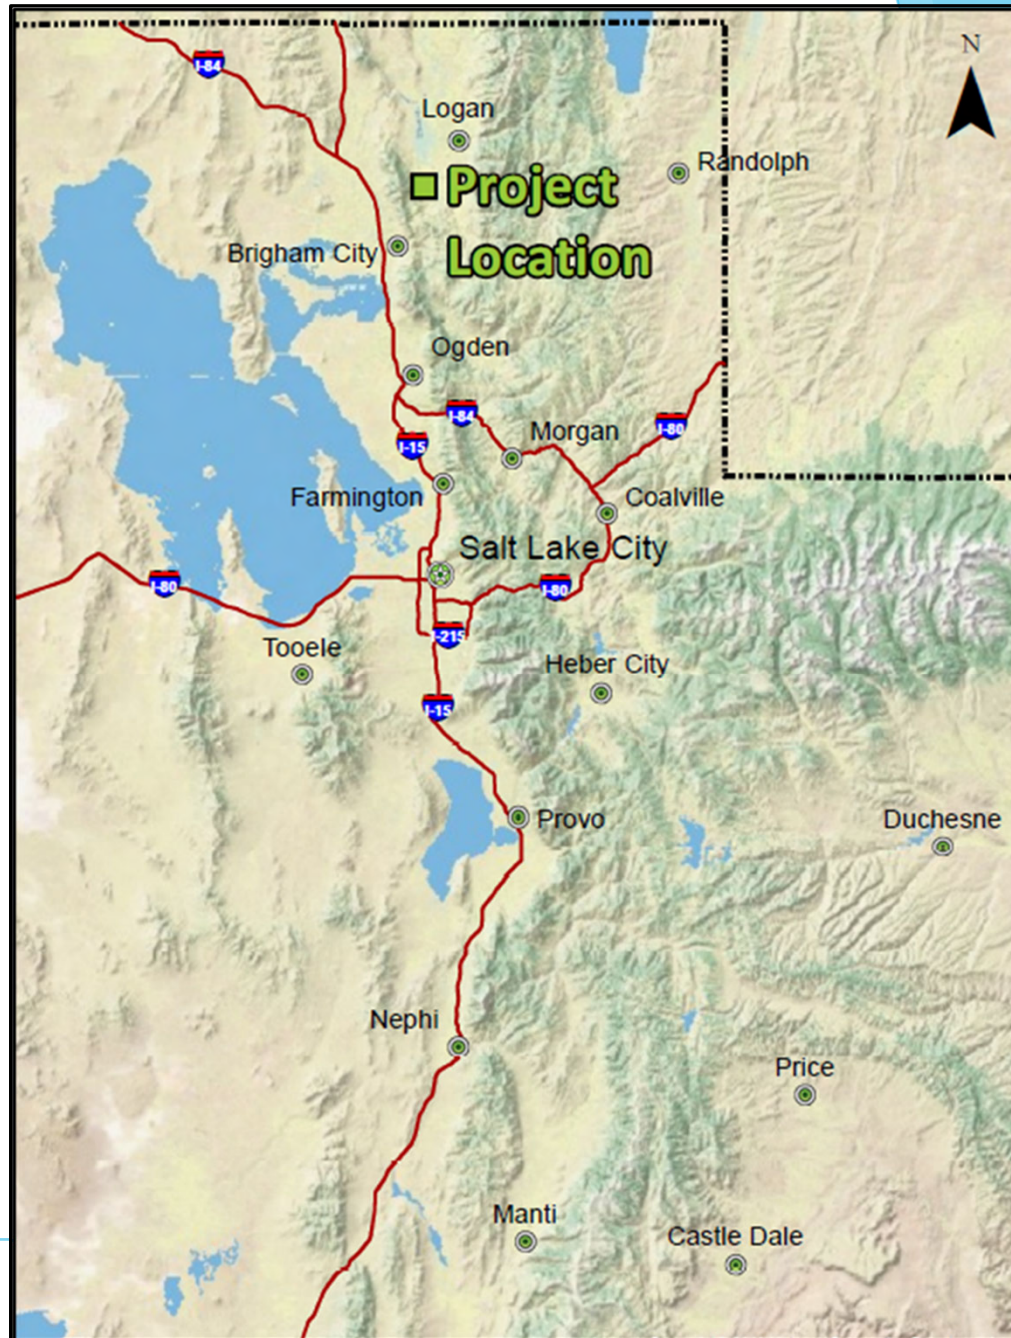 N
I-84
Logan
Randolph
Project
Location
Brigham City
Ogden
I-84
Morgan
I-80
I-15
Farmington
Coalville
Salt Lake City
I-80
I-80
I-215
Tooele
Heber City
I-15
Provo
Duchesne
Nephi
Price
Manti
Castle Dale